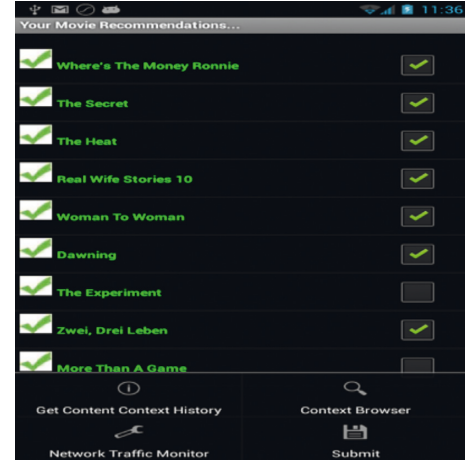 11:36
Your Movie Recommendations...
Where's The Money Ronnie
The Secret
The Heat
Real Wife Stories 10
Woman To Woman
Dawning
The Experiment
Zwei, Drei Leben
More Than A Game
Get Content Context History
Context Browser
Network Traffic Monitor
Submit